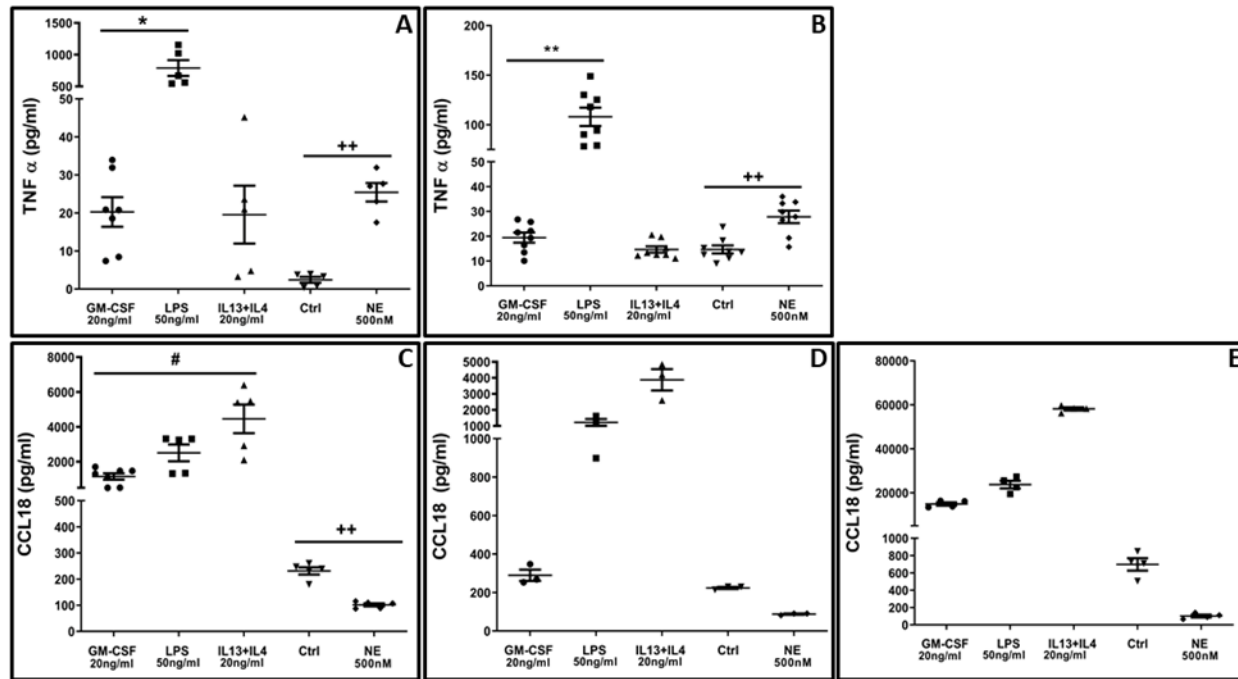 A
*
++
TNF α (pg/ml)
1500
1000
500
50
40
30
20
10
0
GM-CSF LPS IL13+IL4 Ctrl NE
20ng/ml 50ng/ml 20ng/ml 500nM
B
**
++
TNF α (pg/ml)
200
150
100
50
40
30
20
10
0
GM-CSF LPS IL13+IL4 Ctrl NE
20ng/ml 50ng/ml 20ng/ml 500nM
C
#
++
CCL18 (pg/ml)
8000
6000
4000
2000
500
400
300
200
100
0
GM-CSF LPS IL13+IL4 Ctrl NE
20ng/ml 50ng/ml 20ng/ml 500nM
D
CCL18 (pg/ml)
5000
4000
3000
2000
1000
1000
800
600
400
200
0
GM-CSF LPS IL13+IL4 Ctrl NE
20ng/ml 50ng/ml 20ng/ml 500nM
E
CCL18 (pg/ml)
80000
60000
40000
20000
1000
800
600
400
200
0
GM-CSF LPS IL13+IL4 Ctrl NE
20ng/ml 50ng/ml 20ng/ml 500nM